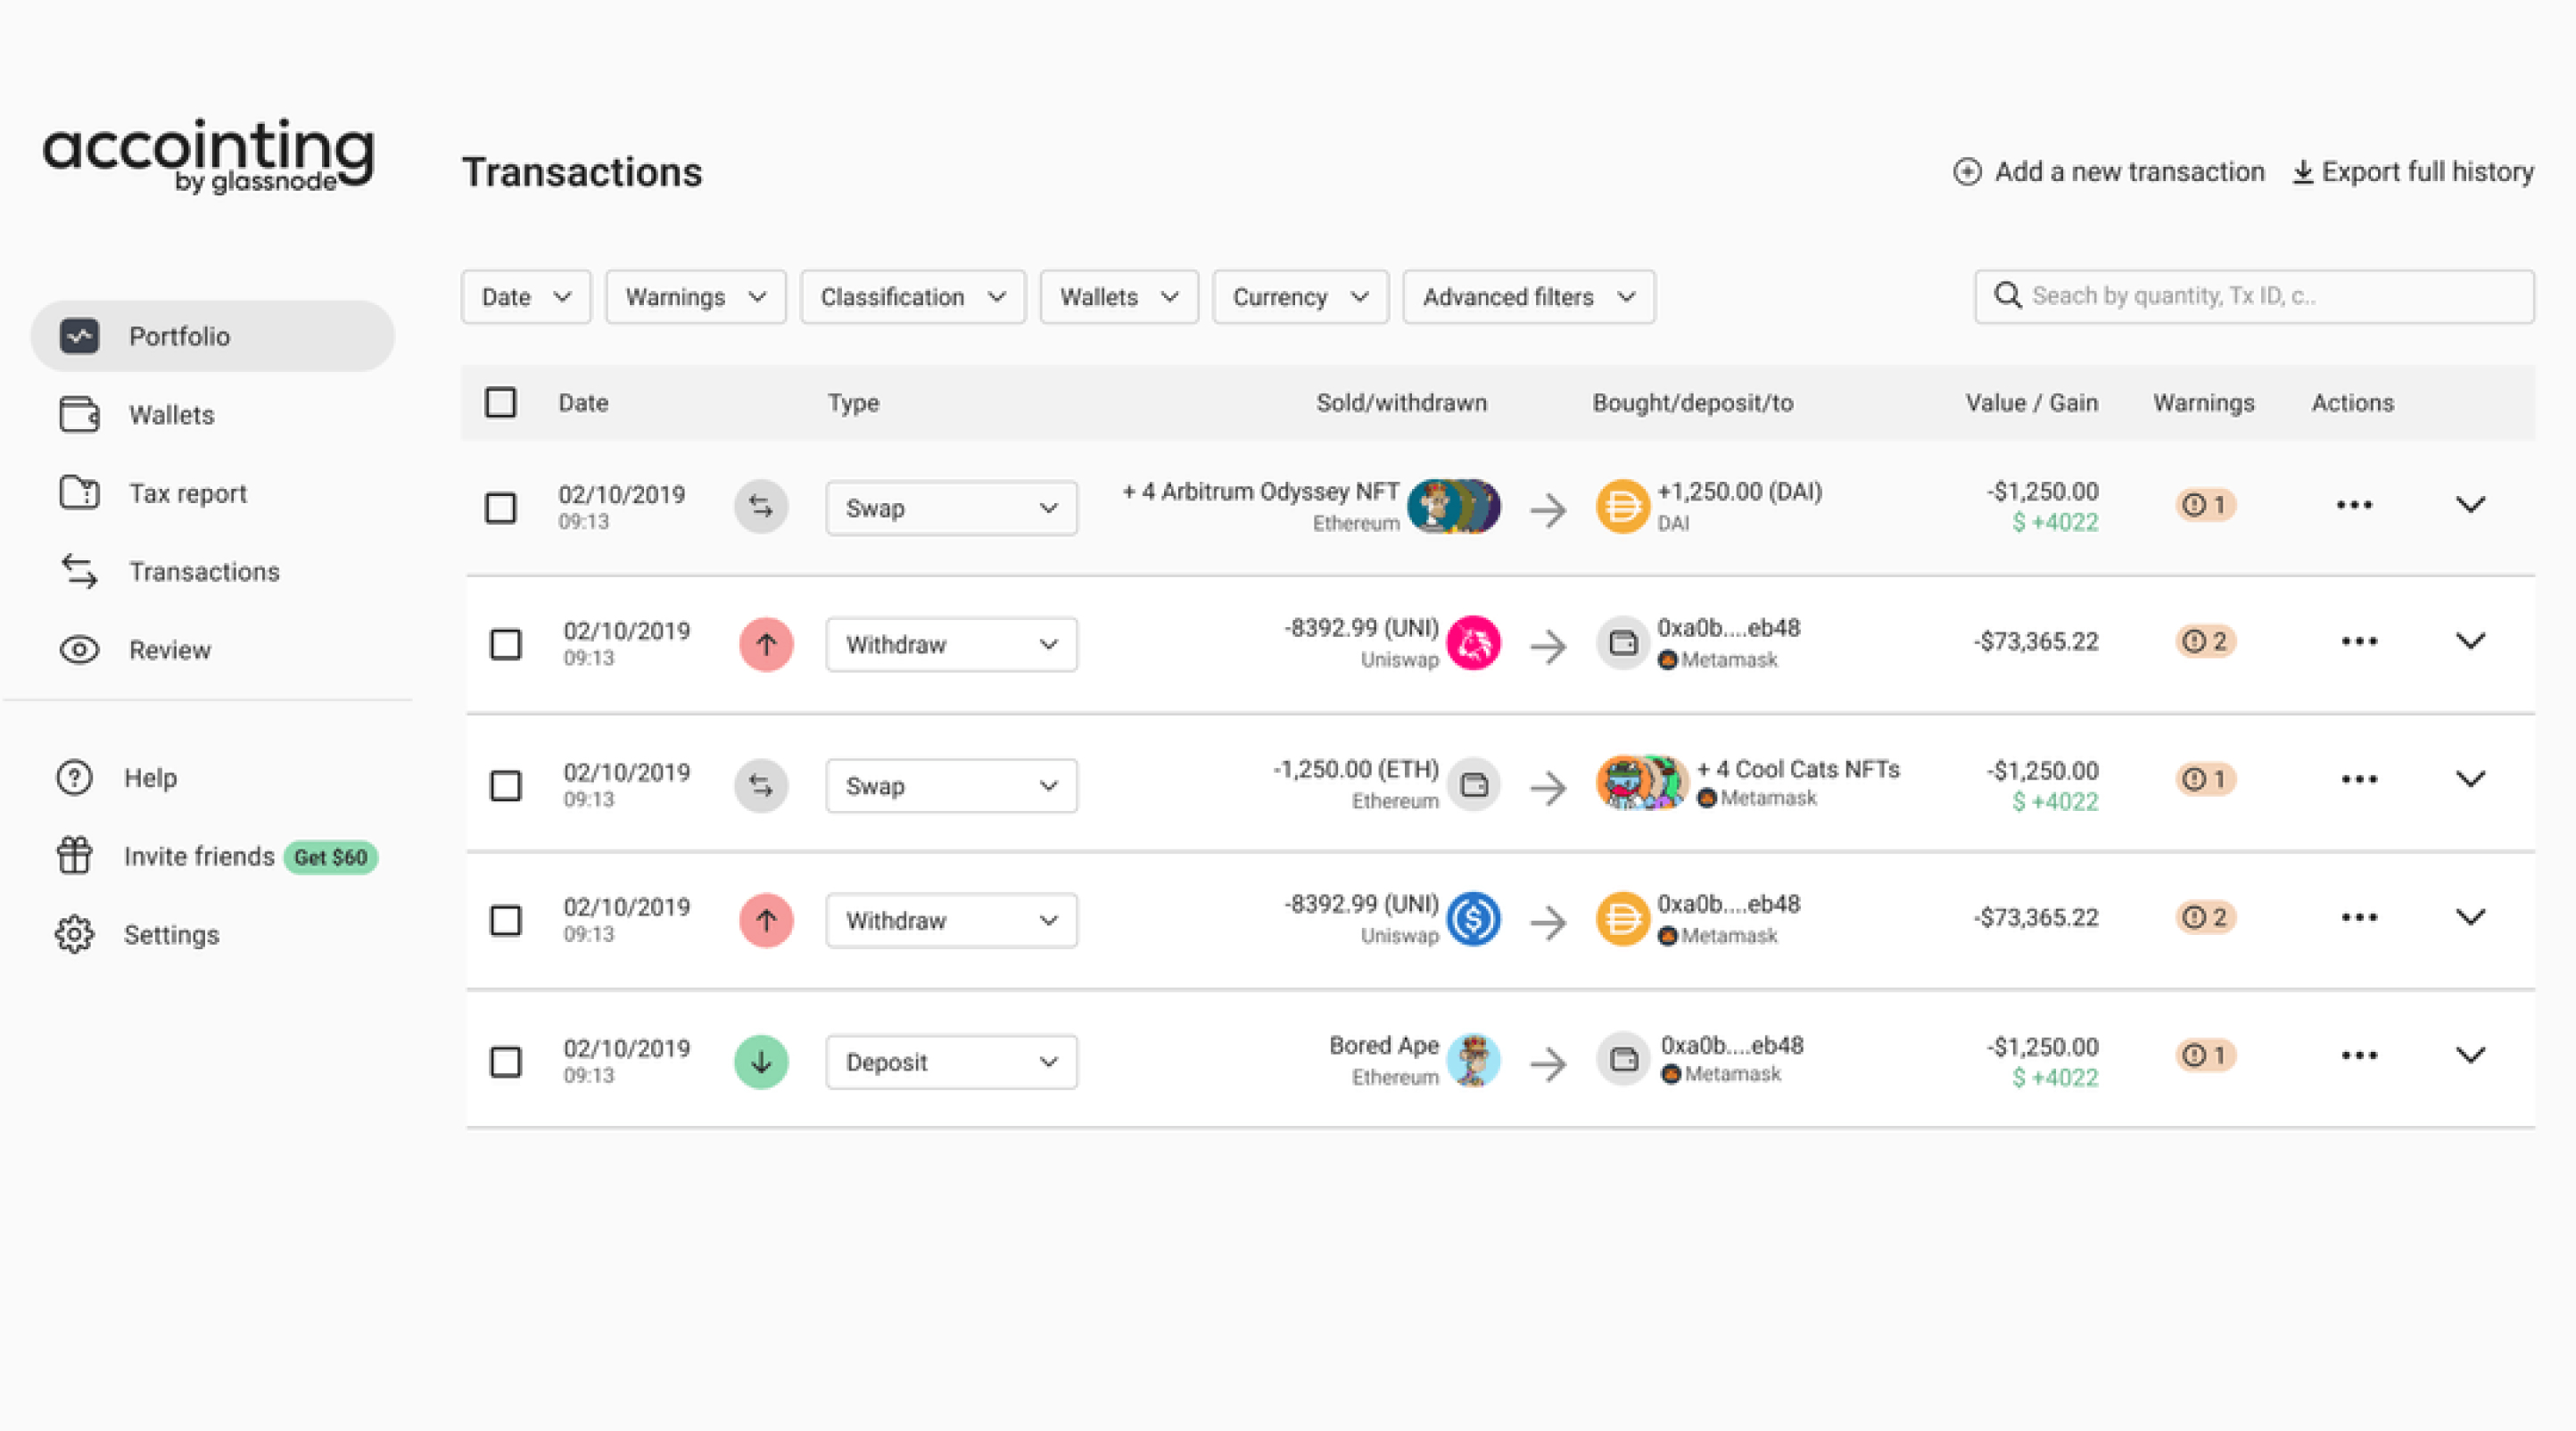 accointing
by glassnode
Portfolio
Wallets
Tax report
Transactions
Review
Help
Invite friends Get $60
Settings
Transactions
Add a new transaction Export full history
Date Warnings Classification Wallets Currency Advanced filters Seach by quantity, Tx ID, c..
Date Type Sold/withdrawn Bought/deposit/to Value / Gain Warnings Actions
02/10/2019 Swap + 4 Arbitrum Odyssey NFT +1,250.00 (DAI) -$1,250.00 1
09:13 Ethereum DAI $ +4022
02/10/2019 Withdraw -8392.99 (UNI) 0xa0b....eb48 -$73,365.22 2
09:13 Uniswap Metamask
02/10/2019 Swap -1,250.00 (ETH) + 4 Cool Cats NFTs -$1,250.00 1
09:13 Ethereum Metamask $ +4022
02/10/2019 Withdraw -8392.99 (UNI) 0xa0b....eb48 -$73,365.22 2
09:13 Uniswap Metamask
02/10/2019 Deposit Bored Ape 0xa0b....eb48 -$1,250.00 1
09:13 Ethereum Metamask $ +4022